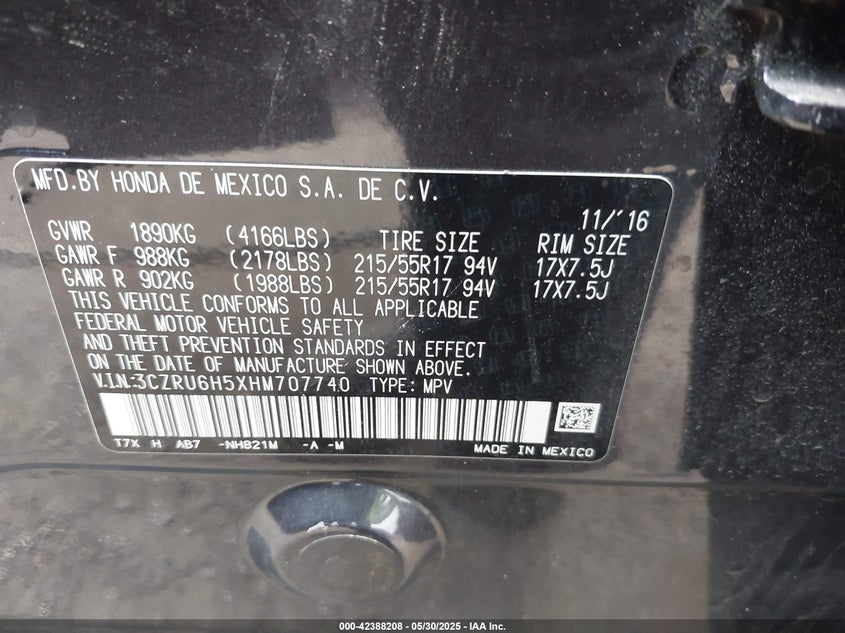 MFD.BY HONDA DE MEXICO S.A. DE C.V.
11/'16
GVWR 1890KG (4166LBS) TIRE SIZE RIM SIZE
GAWR F 988KG (2178LBS) 215/55R17 94V 17X7.5J
GAWR R 902KG (1988LBS) 215/55R17 94V 17X7.5J
THIS VEHICLE CONFORMS TO ALL APPLICABLE
FEDERAL MOTOR VEHICLE SAFETY
AND THEFT PREVENTION STANDARDS IN EFFECT
ON THE DATE OF MANUFACTURE SHOWN ABOVE.
V.I.N-3CZRU6H5XHM707740 TYPE: MPV
T7X H AB7 -NH821M -A -M
MADE IN MEXICO
000-42388208 - 05/30/2025 - IAA Inc.